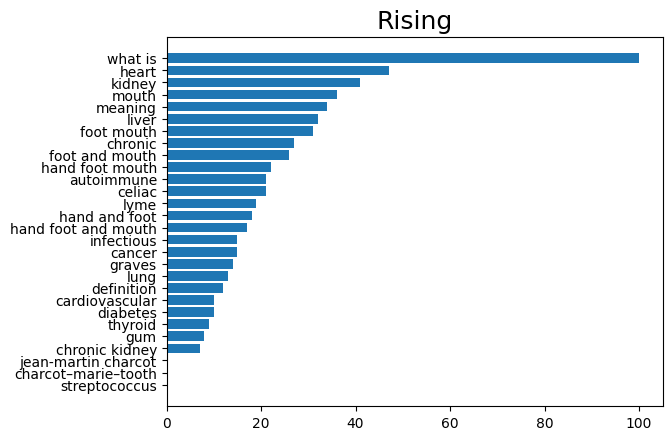 Rising
what is
heart
kidney
mouth
meaning
liver
foot mouth
chronic
foot and mouth
hand foot mouth
autoimmune
celiac
lyme
hand and foot
hand foot and mouth
infectious
cancer
graves
lung
definition
cardiovascular
diabetes
thyroid
gum
chronic kidney
jean-martin charcot
charcot–marie–tooth
streptococcus
0 20 40 60 80 100